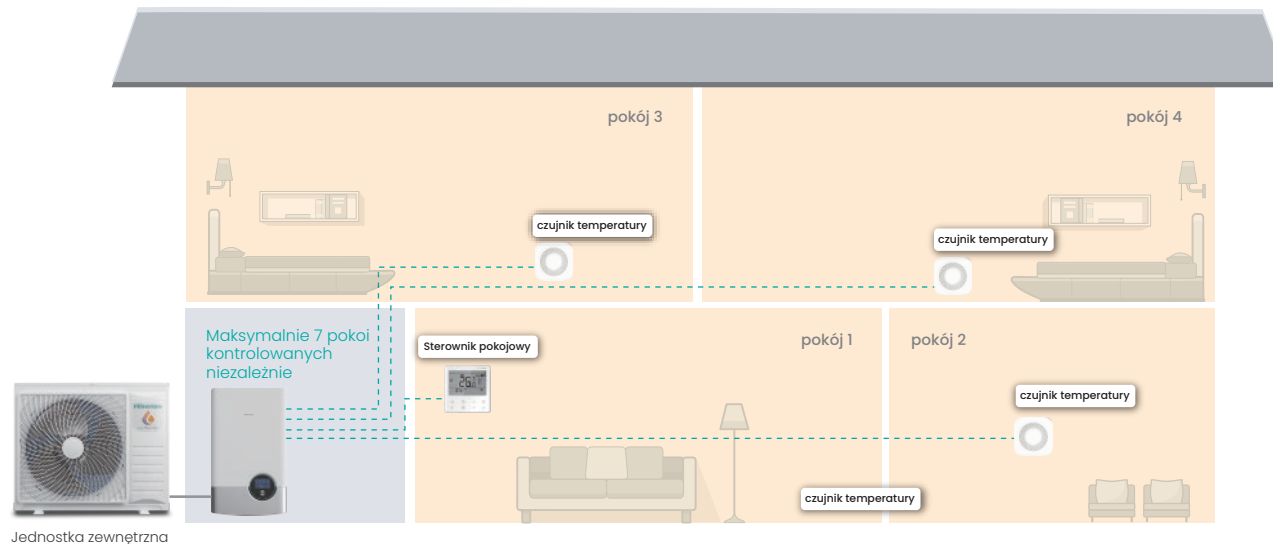 pokój 3
pokój 4
czujnik temperatury
czujnik temperatury
Maksymalnie 7 pokoi
kontrolowanych
niezależnie
Sterownik pokojowy
pokój 1
pokój 2
czujnik temperatury
czujnik temperatury
Hisense
Jednostka zewnętrzna